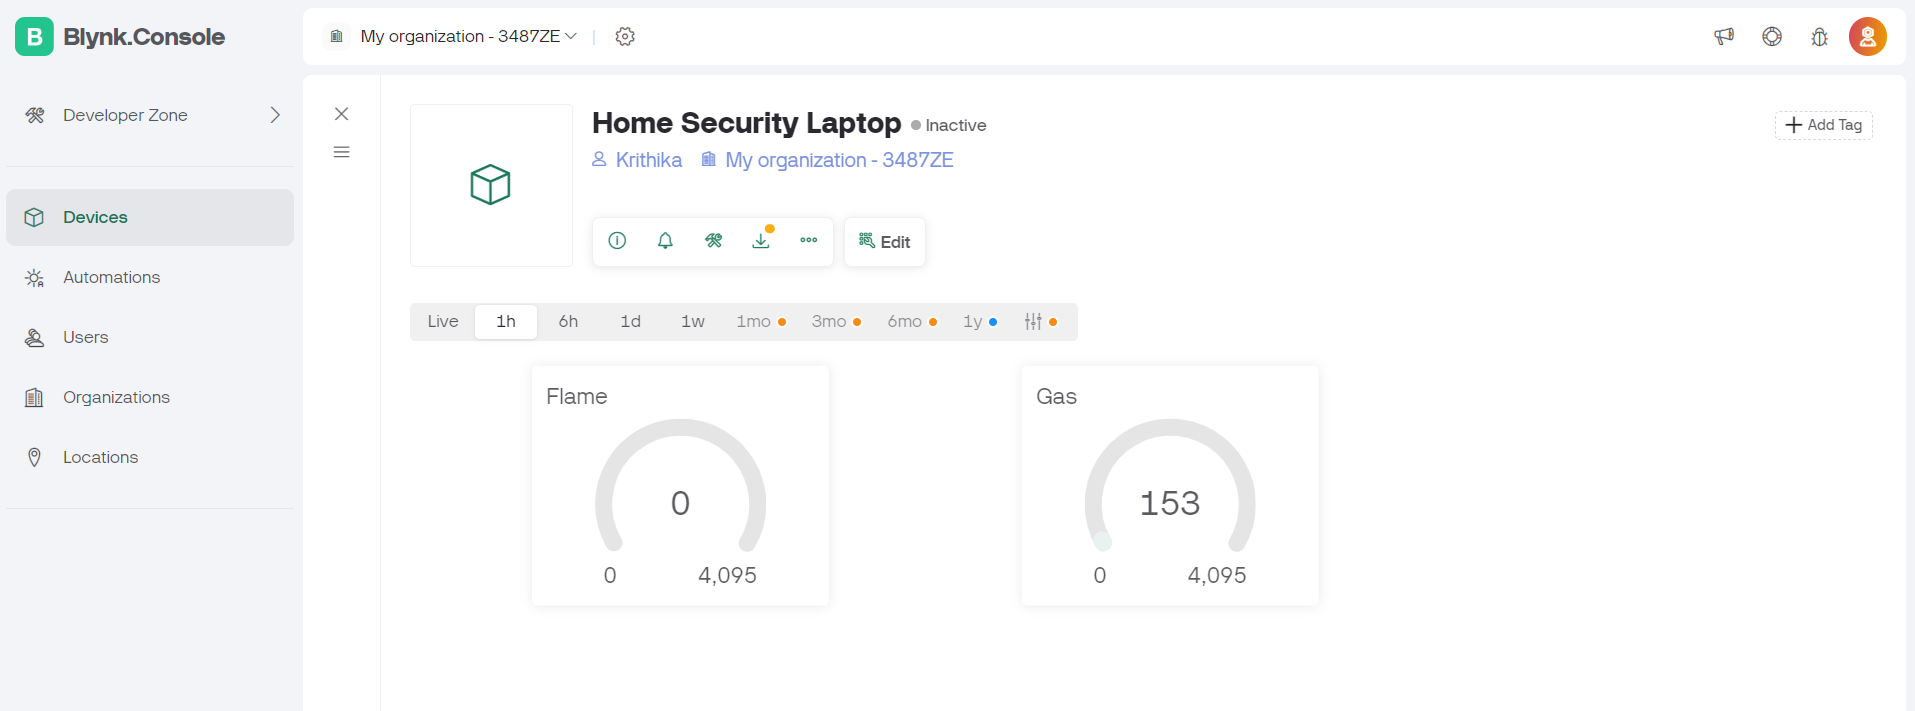 B Blynk.Console
My organization - 3487ZE
Developer Zone
Devices
Automations
Users
Organizations
Locations
Home Security Laptop Inactive
Krithika My organization - 3487ZE
Add Tag
Edit
Live 1h 6h 1d 1w 1mo 3mo 6mo 1y
Flame
0
0 4,095
Gas
153
0 4,095